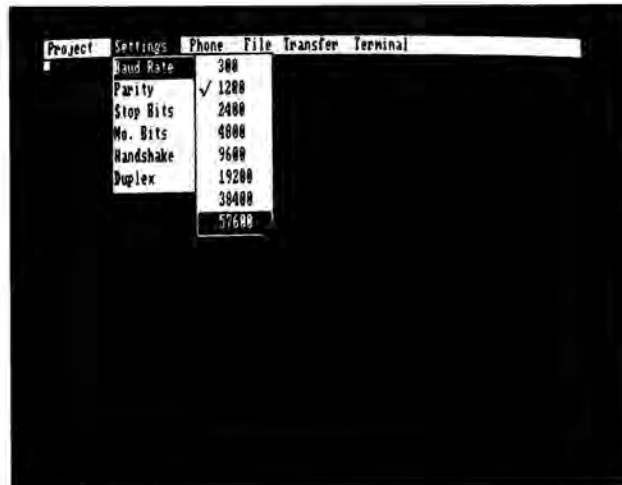 Project Settings Phone File Transfer Terminal
Baud Rate 300
Parity ✓ 1200
Stop Bits 2400
No. Bits 4800
Handshake 9600
Duplex 19200
38400
57600